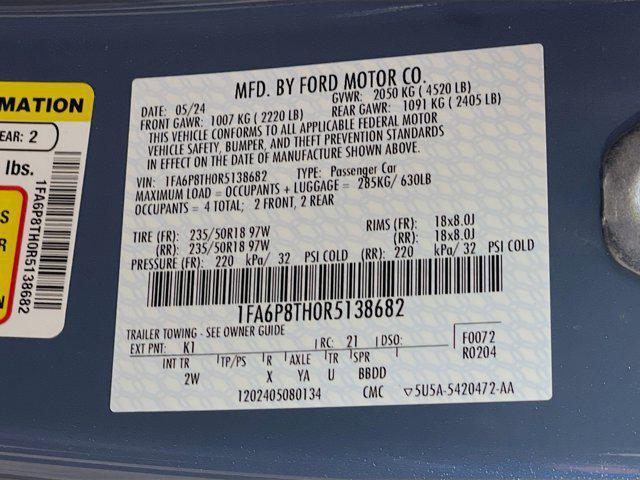 RMATION
EAR: 2
lbs.
S
R
N
1FA6P8TH0R5138682
MFD. BY FORD MOTOR CO.
DATE: 05/24 GVWR: 2050 KG ( 4520 LB)
FRONT GAWR: 1007 KG ( 2220 LB) REAR GAWR: 1091 KG ( 2405 LB)
THIS VEHICLE CONFORMS TO ALL APPLICABLE FEDERAL MOTOR
VEHICLE SAFETY, BUMPER, AND THEFT PREVENTION STANDARDS
IN EFFECT ON THE DATE OF MANUFACTURE SHOWN ABOVE.
VIN: 1FA6P8TH0R5138682 TYPE: Passenger Car
MAXIMUM LOAD = OCCUPANTS + LUGGAGE = 285KG/ 630LB
OCCUPANTS = 4 TOTAL; 2 FRONT, 2 REAR
TIRE (FR): 235/50R18 97W RIMS (FR): 18x8.0J
(RR): 235/50R18 97W (RR): 18x8.0J
PRESSURE (FR): 220 kPa/ 32 PSI COLD (RR): 220 kPa/ 32 PSI COLD
1FA6P8TH0R5138682
TRAILER TOWING - SEE OWNER GUIDE
EXT PNT: K1 RC: 21 DSO: F0072
R0204
INT TR TP/PS R AXLE TR SPR
2W X YA U BBDD
1202405080134 CMC ▽5U5A-5420472-AA